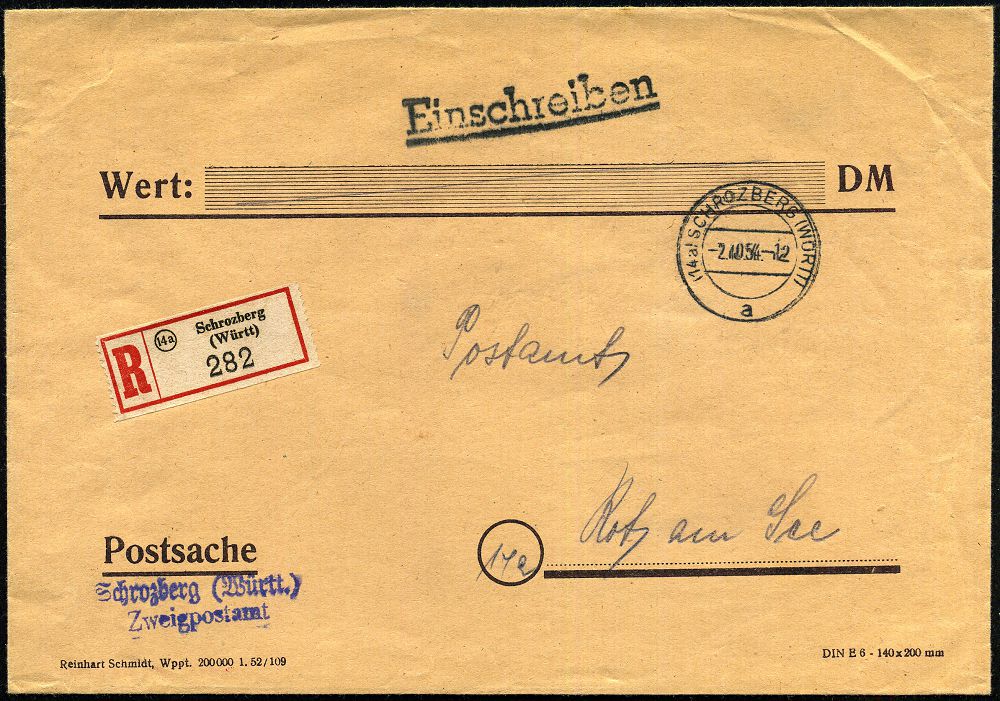 Einschreiben
Wert: DM
(14a) SCHROZBERG (WÜRTT)
-2.10.54.-12
a
R 14a Schrozberg
(Württ)
282
Postamt
Rot am See
14a
Postsache
Schrozberg (Württ.)
Zweigpostamt
Reinhart Schmidt, Wppt. 200000 1.52/109
DIN E 6 - 140x200 mm